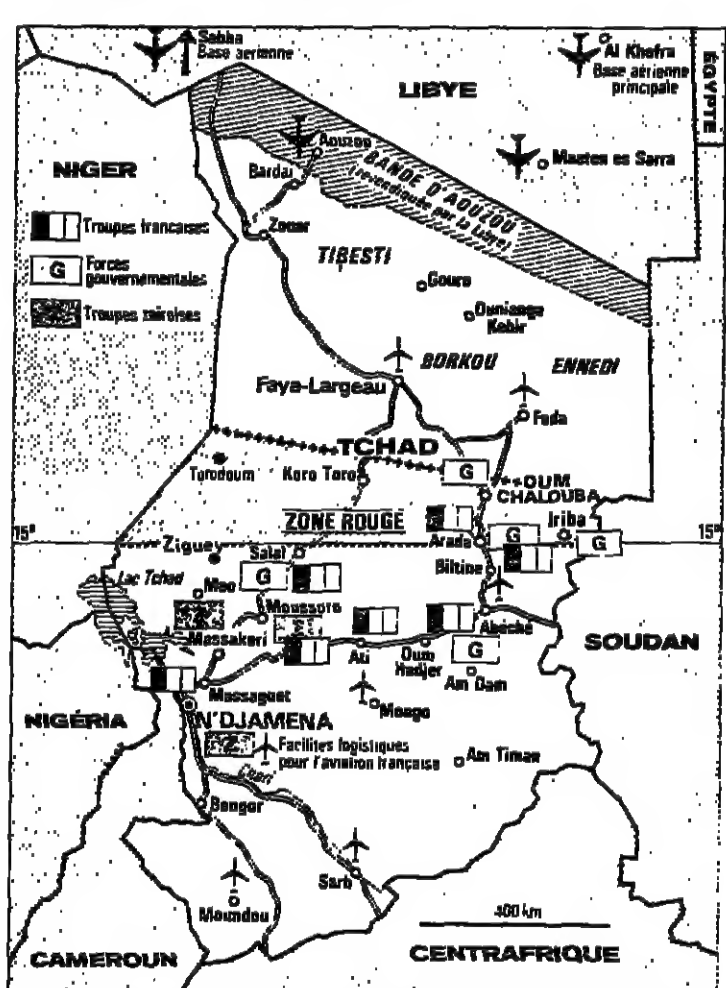 Sebha
Base aérienne
Al Khofra
Base aérienne
principale
ÉGYPTE
LIBYE
Aouzou
NIGER
Bardai
BANDE D'AOUZOU
(revendiquée par la Libye)
Maaten es Sarra
Troupes françaises
Zouar
G
Forces
gouvernementales
TIBESTI
Gouro
Troupes zaïroises
Ounianga
Kebir
BORKOU
ENNEDI
Faya-Largeau
Fada
TCHAD
Torodoum
Koro Toro
G
OUM
CHALOUBA
ZONE ROUGE
Iriba
15°
Arada
G
G
15°
Ziguey
Salal
Biltine
Lac Tchad
Mao
G
Moussoro
Abéché
Massakori
SOUDAN
Ati
Oum
Hadjer
G
Am Dam
Massaguet
Mongo
NIGÉRIA
N'DJAMENA
Z
Facilités logistiques
pour l'aviation française
Am Timan
Chari
Bongor
Sarh
Moundou
400 km
CAMEROUN
CENTRAFRIQUE